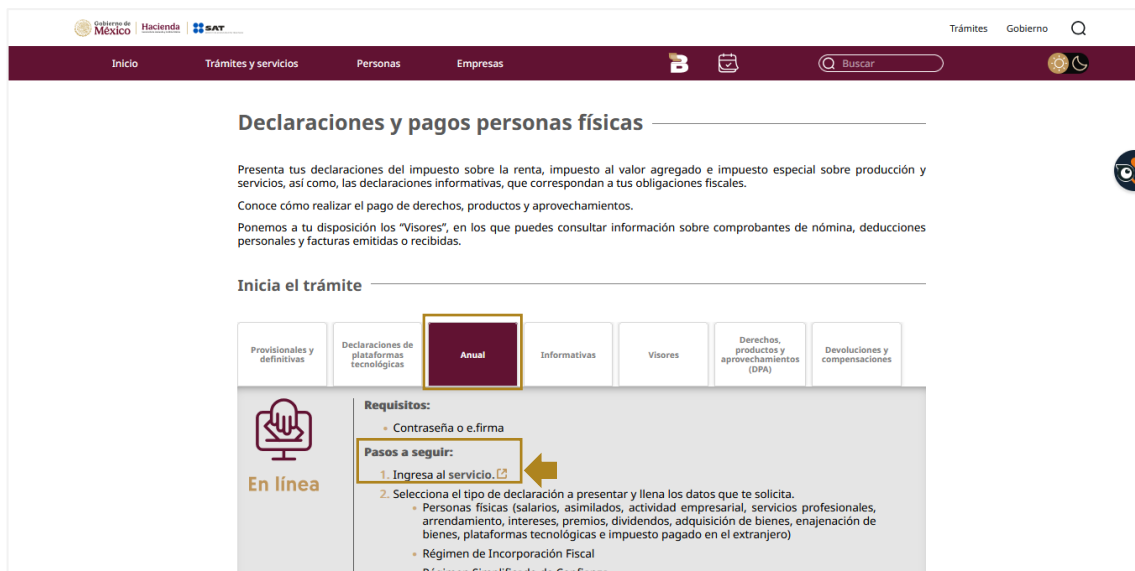 Gobierno de
México
Hacienda
SAT
Trámites
Gobierno
Inicio
Trámites y servicios
Personas
Empresas
Buscar
Declaraciones y pagos personas físicas
Presenta tus declaraciones del impuesto sobre la renta, impuesto al valor agregado e impuesto especial sobre producción y
servicios, así como, las declaraciones informativas, que correspondan a tus obligaciones fiscales.
Conoce cómo realizar el pago de derechos, productos y aprovechamientos.
Ponemos a tu disposición los "Visores", en los que puedes consultar información sobre comprobantes de nómina, deducciones
personales y facturas emitidas o recibidas.
Inicia el trámite
Provisionales y
definitivas
Declaraciones de
plataformas
tecnológicas
Anual
Informativas
Visores
Derechos,
productos y
aprovechamientos
(DPA)
Devoluciones y
compensaciones
En línea
Requisitos:
Contraseña o e.firma
Pasos a seguir:
1. Ingresa al servicio.
2. Selecciona el tipo de declaración a presentar y llena los datos que te solicita.
Personas físicas (salarios, asimilados, actividad empresarial, servicios profesionales,
arrendamiento, intereses, premios, dividendos, adquisición de bienes, enajenación de
bienes, plataformas tecnológicas e impuesto pagado en el extranjero)
Régimen de Incorporación Fiscal